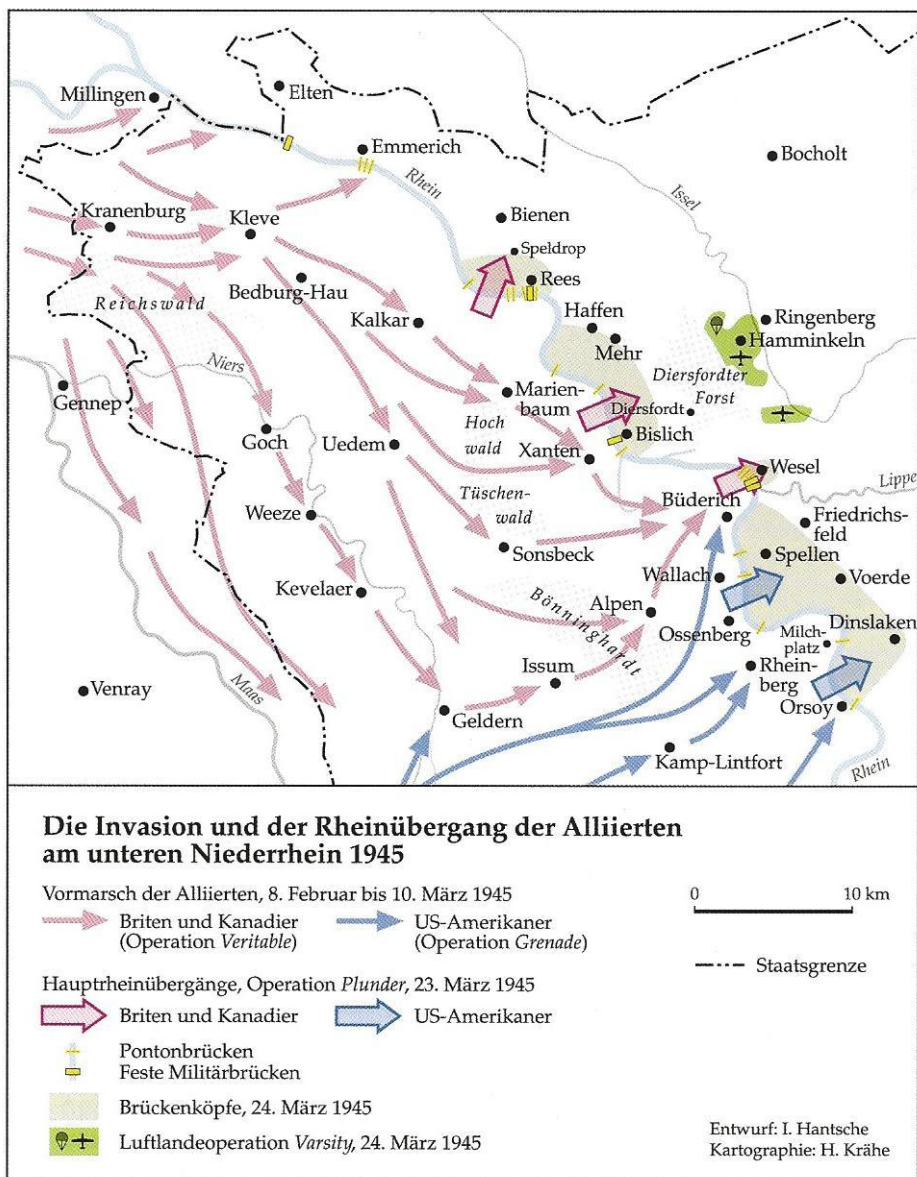 Millingen
Elten
Emmerich
Rhein
Bocholt
Issel
Kranenburg
Kleve
Bienen
Speldrop
Rees
Bedburg-Hau
Reichswald
Kalkar
Haffen
Mehr
Ringenberg
Hamminkeln
Niers
Gennep
Marien-
baum
Diersfordter
Forst
Diersfordt
Hoch
wald
Goch
Uedem
Bislich
Xanten
Wesel
Lippe
Tüschen-
wald
Büderich
Friedrichs-
feld
Weeze
Sonsbeck
Spellen
Wallach
Voerde
Kevelaer
Alpen
Bönninghardt
Ossenberg
Milch-
platz
Dinslaken
Issum
Rhein-
berg
Venray
Maas
Geldern
Orsoy
Kamp-Lintfort
Rhein
Die Invasion und der Rheinübergang der Alliierten
am unteren Niederrhein 1945
Vormarsch der Alliierten, 8. Februar bis 10. März 1945
Briten und Kanadier
(Operation Veritable)
US-Amerikaner
(Operation Grenade)
0 10 km
Staatsgrenze
Hauptrheinübergänge, Operation Plunder, 23. März 1945
Briten und Kanadier
US-Amerikaner
Pontonbrücken
Feste Militärbrücken
Brückenköpfe, 24. März 1945
Luftlandeoperation Varsity, 24. März 1945
Entwurf: I. Hantsche
Kartographie: H. Krähe